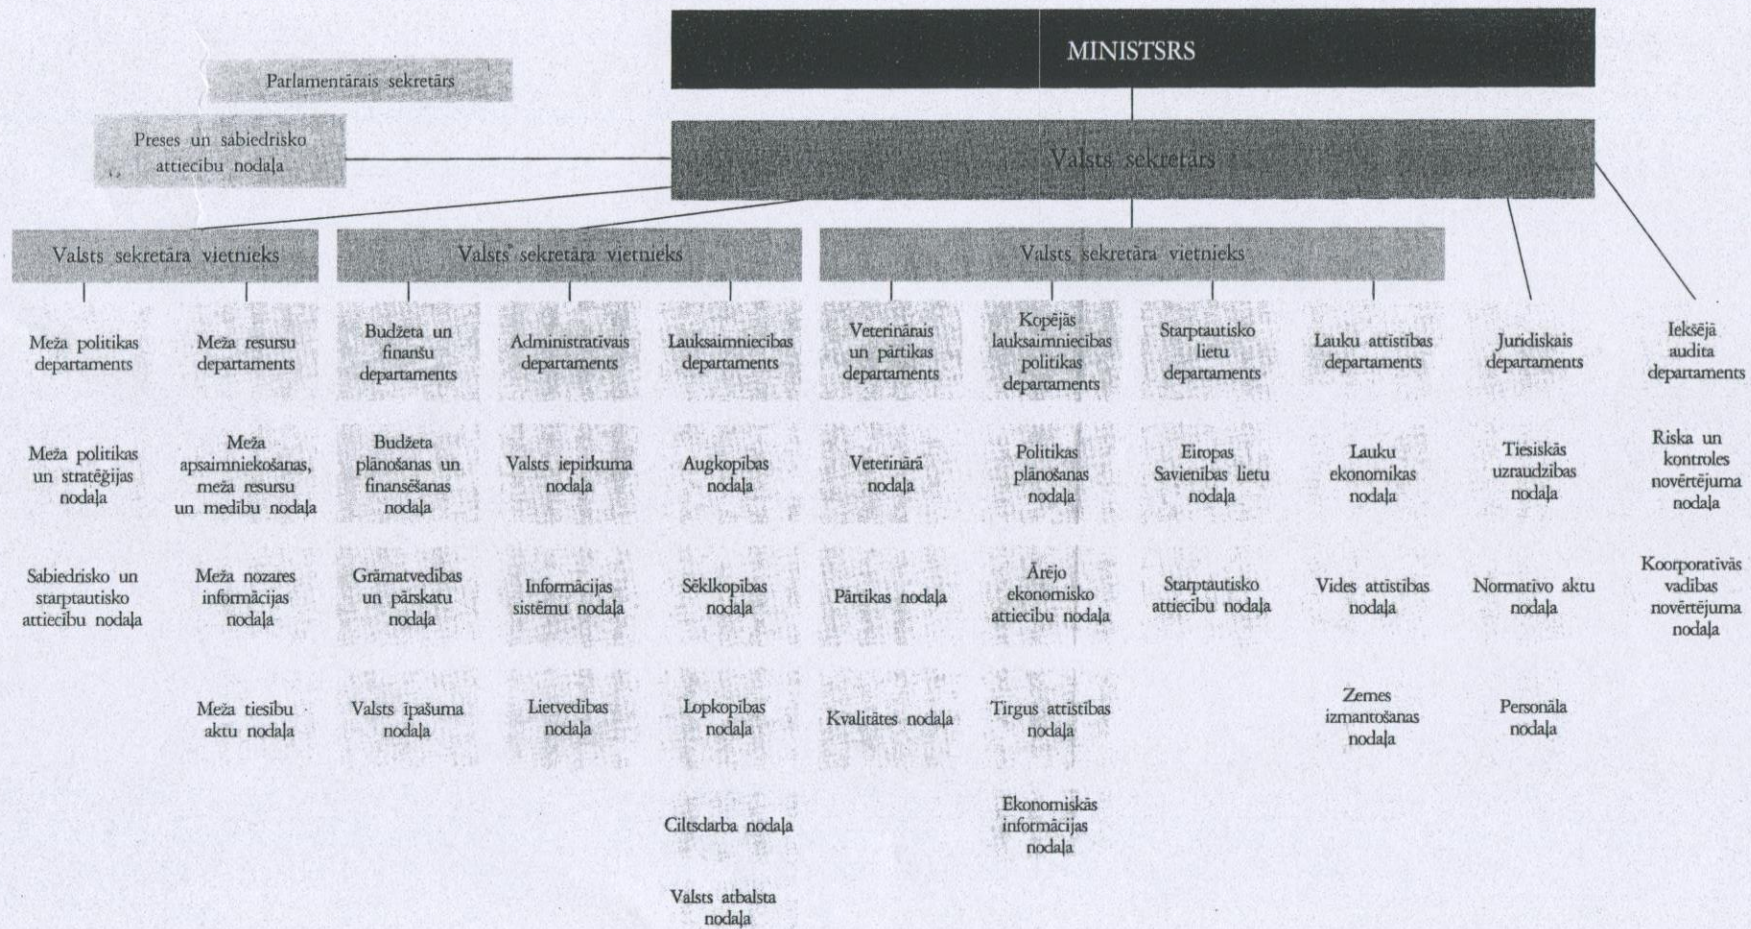 MINISTSRS
Parlamentārais sekretārs
Preses un sabiedrisko
attiecību nodaļa
Valsts sekretārs
Valsts sekretāra vietnieks
Valsts sekretāra vietnieks
Valsts sekretāra vietnieks
Meža politikas
departaments
Meža resursu
departaments
Budžeta un
finanšu
departaments
Administratīvais
departaments
Lauksaimniecības
departaments
Veterinārais
un pārtikas
departaments
Kopējās
lauksaimniecības
politikas
departaments
Starptautisko
lietu
departaments
Lauku attīstības
departaments
Juridiskais
departaments
Iekšējā
audita
departaments
Meža politikas
un stratēģijas
nodaļa
Meža
apsaimniekošanas,
meža resursu
un medību nodaļa
Budžeta
plānošanas un
finansēšanas
nodaļa
Valsts iepirkuma
nodaļa
Augkopības
nodaļa
Veterinārā
nodaļa
Politikas
plānošanas
nodaļa
Eiropas
Savienības lietu
nodaļa
Lauku
ekonomikas
nodaļa
Tiesiskās
uzraudzības
nodaļa
Riska un
kontroles
novērtējuma
nodaļa
Sabiedrisko un
starptautisko
attiecību nodaļa
Meža nozares
informācijas
nodaļa
Grāmatvedības
un pārskatu
nodaļa
Informācijas
sistēmu nodaļa
Sēklkopības
nodaļa
Pārtikas nodaļa
Ārējo
ekonomisko
attiecību nodaļa
Starptautisko
attiecību nodaļa
Vides attīstības
nodaļa
Normatīvo aktu
nodaļa
Koorporatīvās
vadības
novērtējuma
nodaļa
Meža tiesību
aktu nodaļa
Valsts īpašuma
nodaļa
Lietvedības
nodaļa
Lopkopības
nodaļa
Kvalitātes nodaļa
Tirgus attīstības
nodaļa
Zemes
izmantošanas
nodaļa
Personāla
nodaļa
Ciltsdarba nodaļa
Ekonomiskās
informācijas
nodaļa
Valsts atbalsta
nodaļa